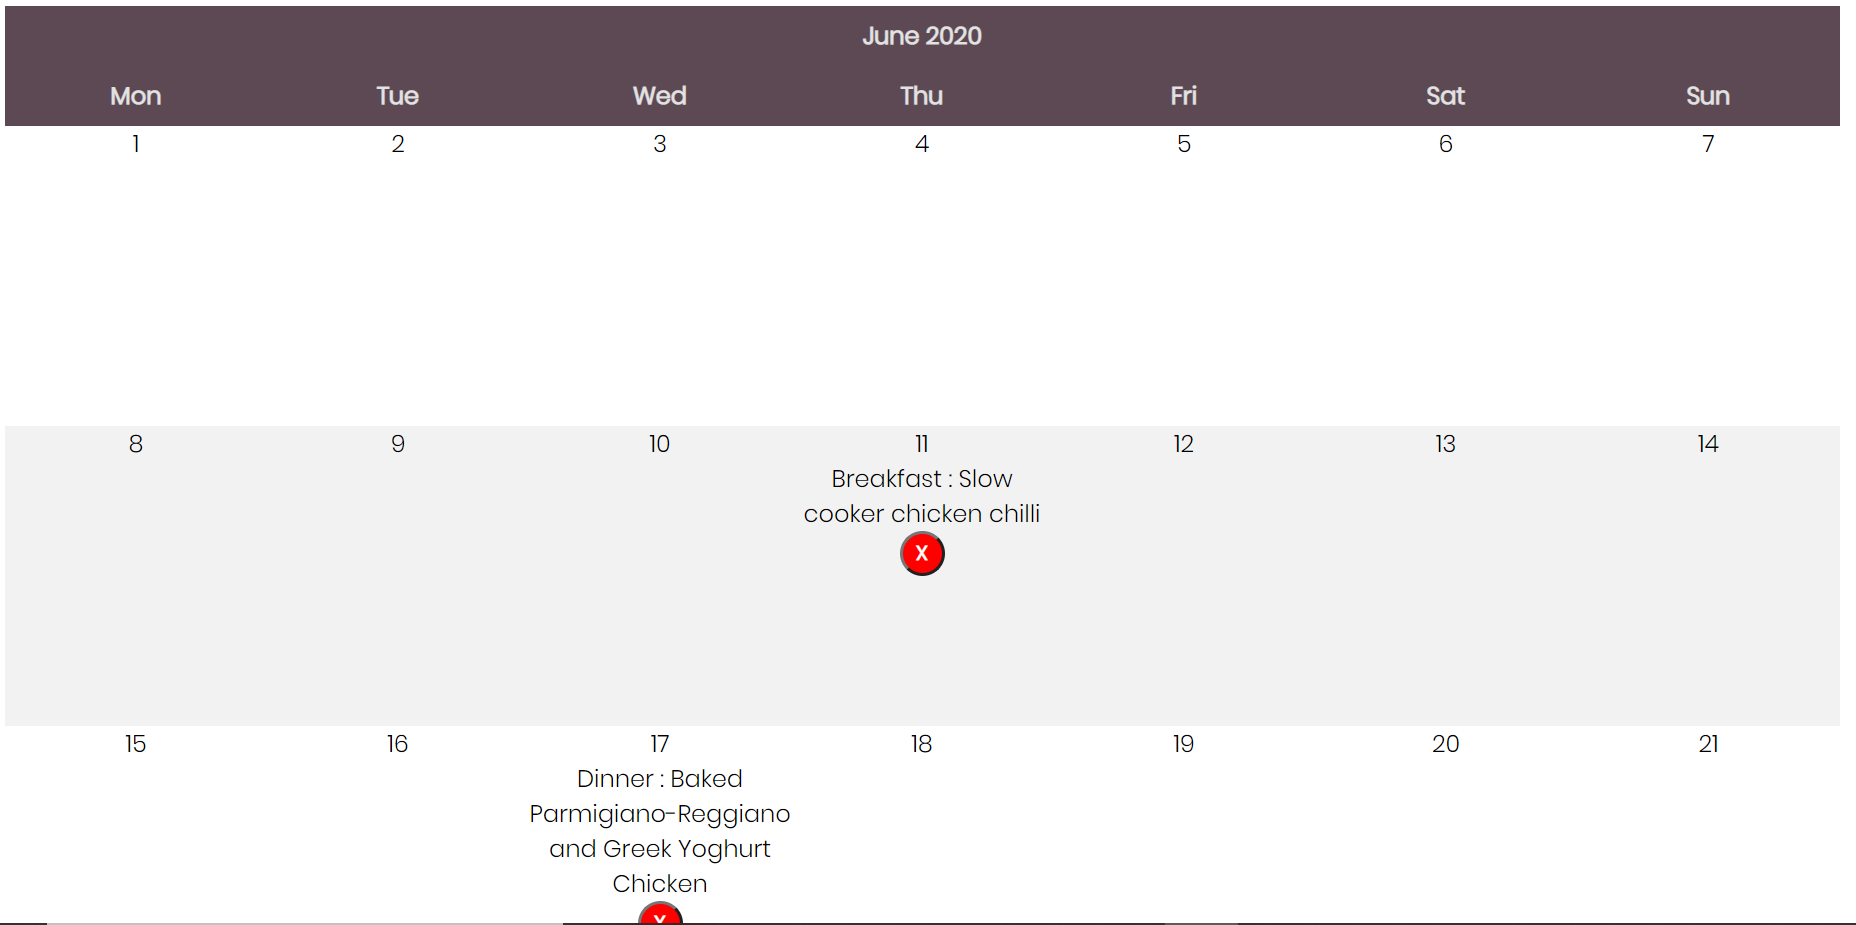 June 2020
Mon Tue Wed Thu Fri Sat Sun
1 2 3 4 5 6 7
8 9 10 11 12 13 14
Breakfast : Slow
cooker chicken chilli
X
15 16 17 18 19 20 21
Dinner : Baked
Parmigiano-Reggiano
and Greek Yoghurt
Chicken
X